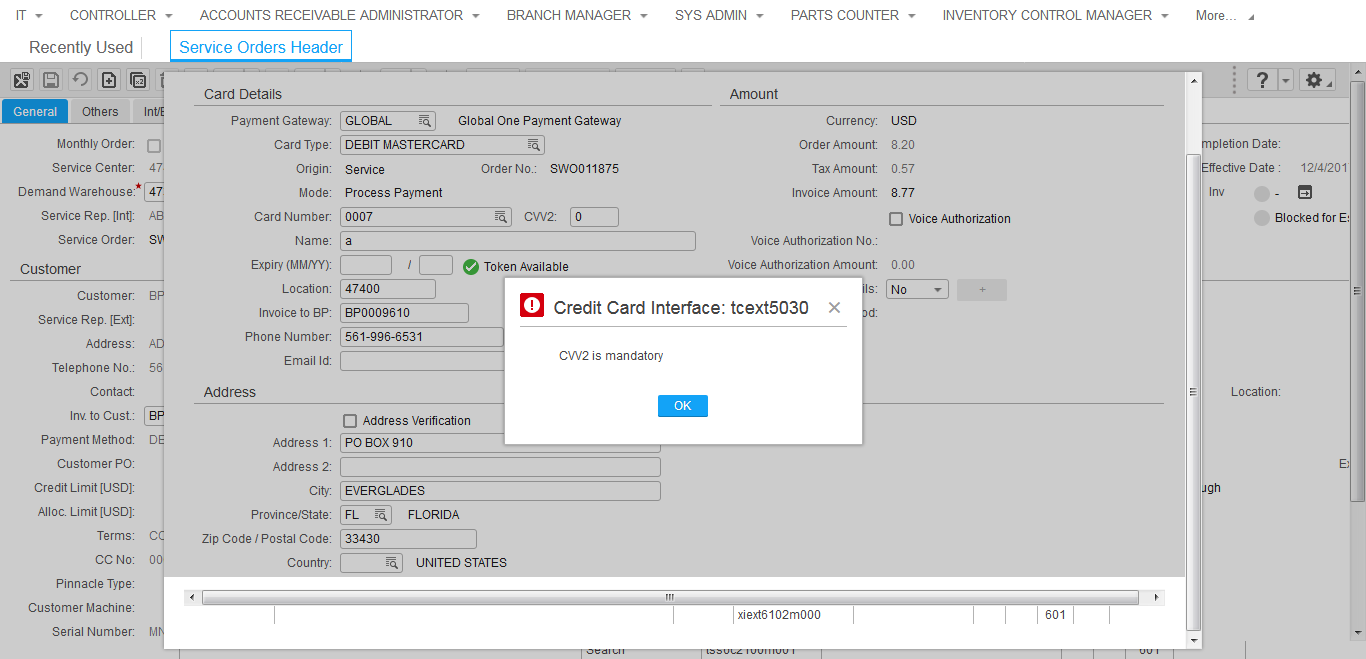 IT CONTROLLER ACCOUNTS RECEIVABLE ADMINISTRATOR BRANCH MANAGER SYS ADMIN PARTS COUNTER INVENTORY CONTROL MANAGER More...
Recently Used Service Orders Header
General Others Int/E
Card Details Amount
Payment Gateway: GLOBAL Global One Payment Gateway Currency: USD
Monthly Order: Card Type: DEBIT MASTERCARD Order Amount: 8.20 mpletion Date:
Service Center: 47 Origin: Service Order No.: SWO011875 Tax Amount: 0.57 Effective Date : 12/4/201
Demand Warehouse:* 47 Mode: Process Payment Invoice Amount: 8.77 Inv -
Service Rep. [Int]: AB Card Number: 0007 CVV2: 0 Voice Authorization Blocked for Es
Service Order: SW Name: a Voice Authorization No.:
Customer Expiry (MM/YY): / Token Available Voice Authorization Amount: 0.00
Customer: BP Location: 47400 ils: No +
Service Rep. [Ext]: Invoice to BP: BP0009610 od:
Credit Card Interface: tcext5030
Address: AD Phone Number: 561-996-6531
CVV2 is mandatory
Telephone No.: 56 Email Id:
Contact: Address Location:
OK
Inv. to Cust.: BP Address Verification
Payment Method: DE Address 1: PO BOX 910
Customer PO: Address 2: Ex
Credit Limit [USD]: City: EVERGLADES ugh
Alloc. Limit [USD]: Province/State: FL FLORIDA
Terms: CO Zip Code / Postal Code: 33430
CC No: 00 Country: UNITED STATES
Pinnacle Type:
Customer Machine: xiext6102m000 601
Serial Number: MN
Search tssoc2100m001 601